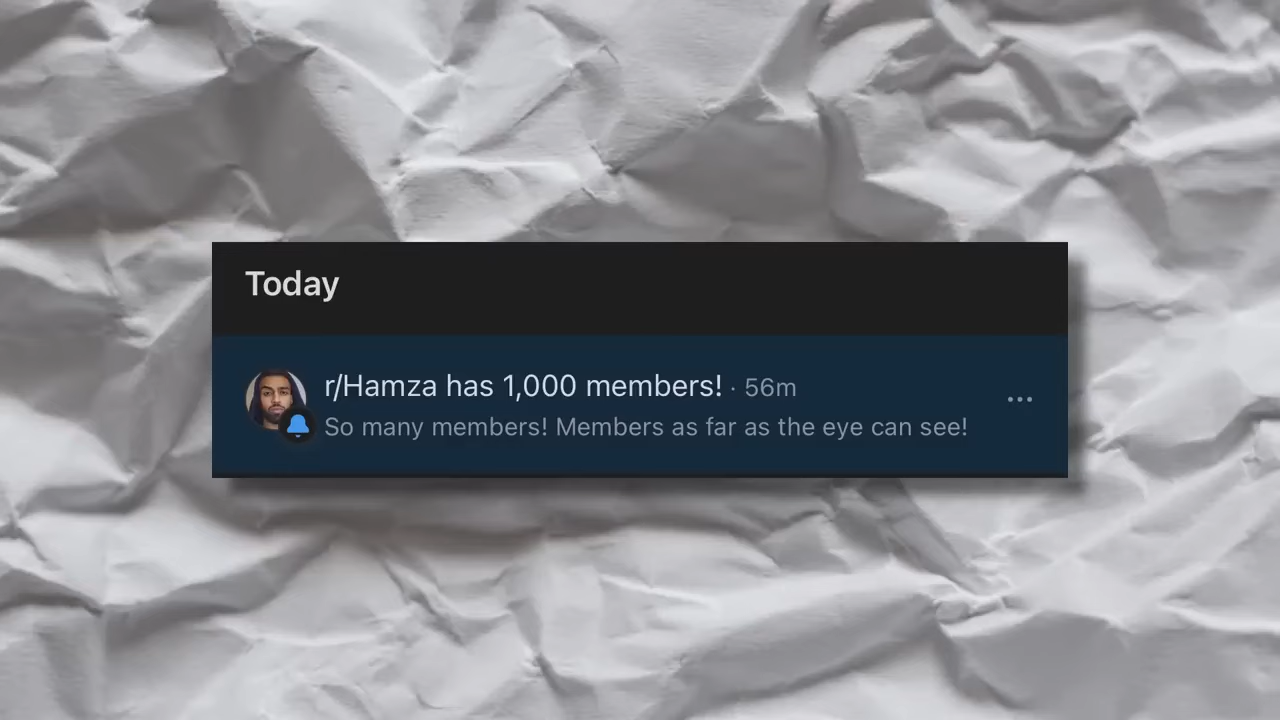 Today
r/Hamza has 1,000 members! · 56m
So many members! Members as far as the eye can see!